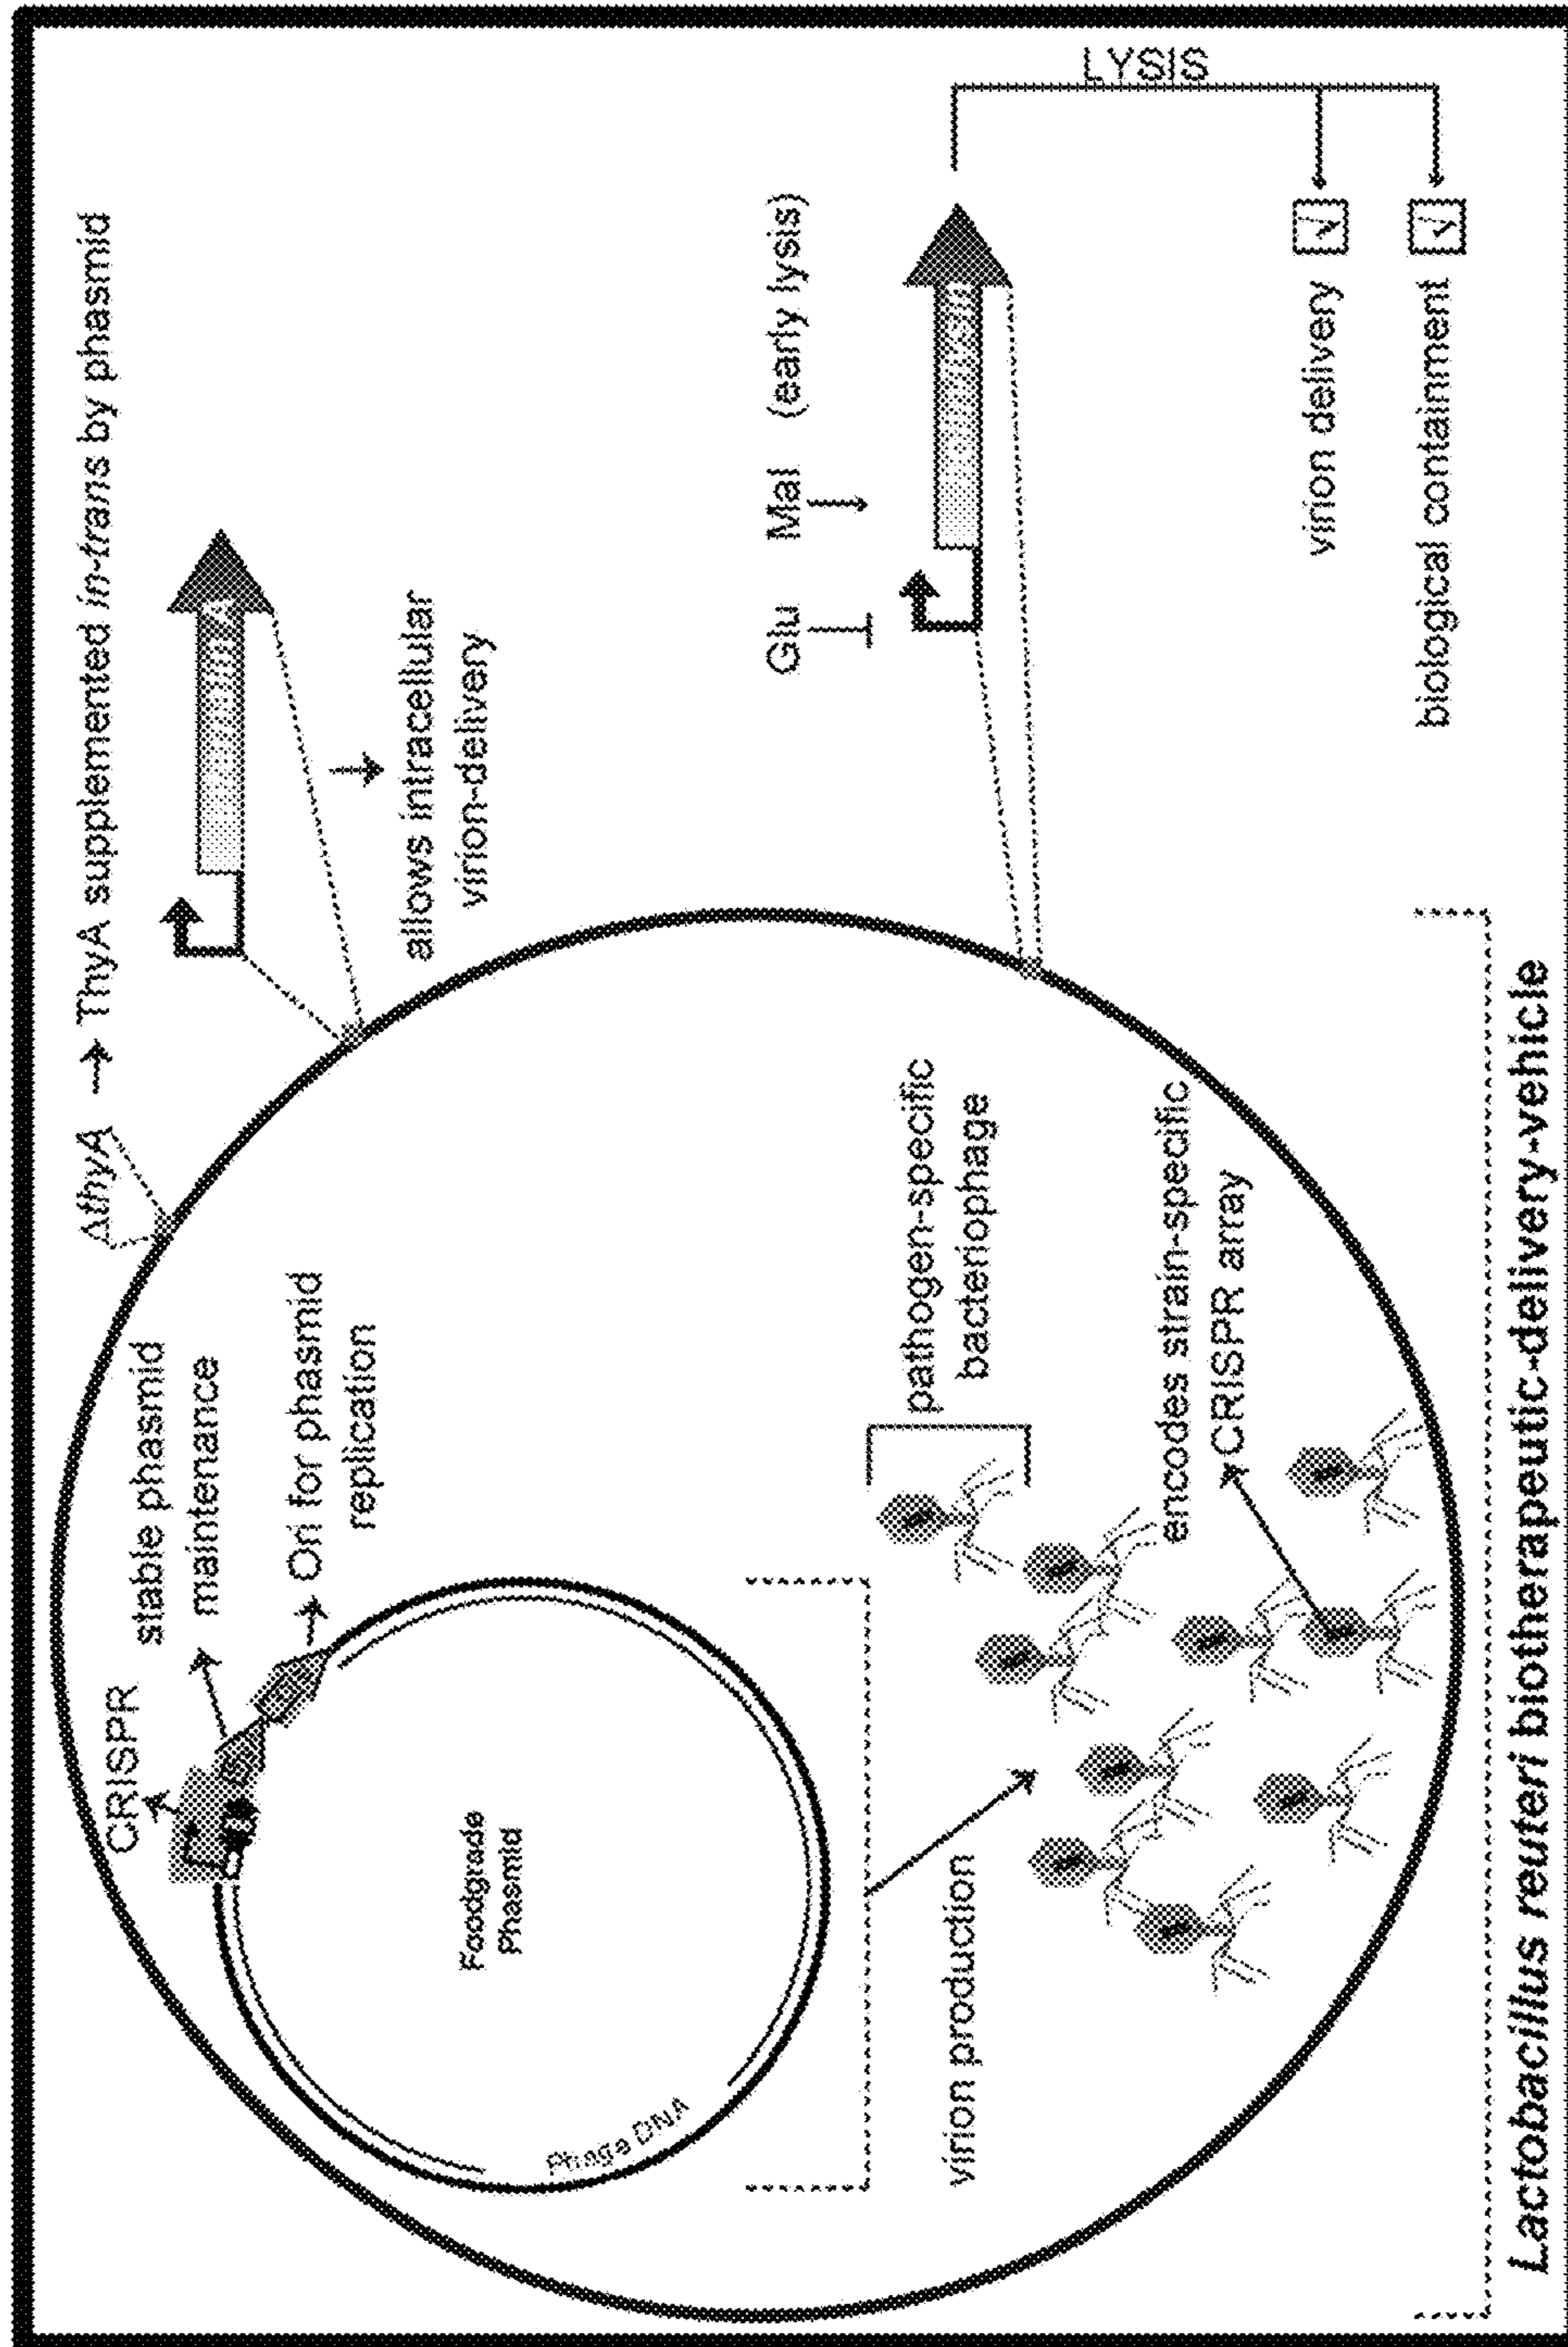 ΔthyA → ThyA supplemented in-trans by phasmid
CRISPR
stable phasmid
maintenance
Ori for phasmid
replication
allows intracellular
virion-delivery
Foodgrade
Phasmid
Phage DNA
Glu Mal (early lysis)
LYSIS
virion production
pathogen-specific
bacteriophage
encodes strain-specific
CRISPR array
virion delivery √
biological containment √
Lactobacillus reuteri biotherapeutic-delivery-vehicle